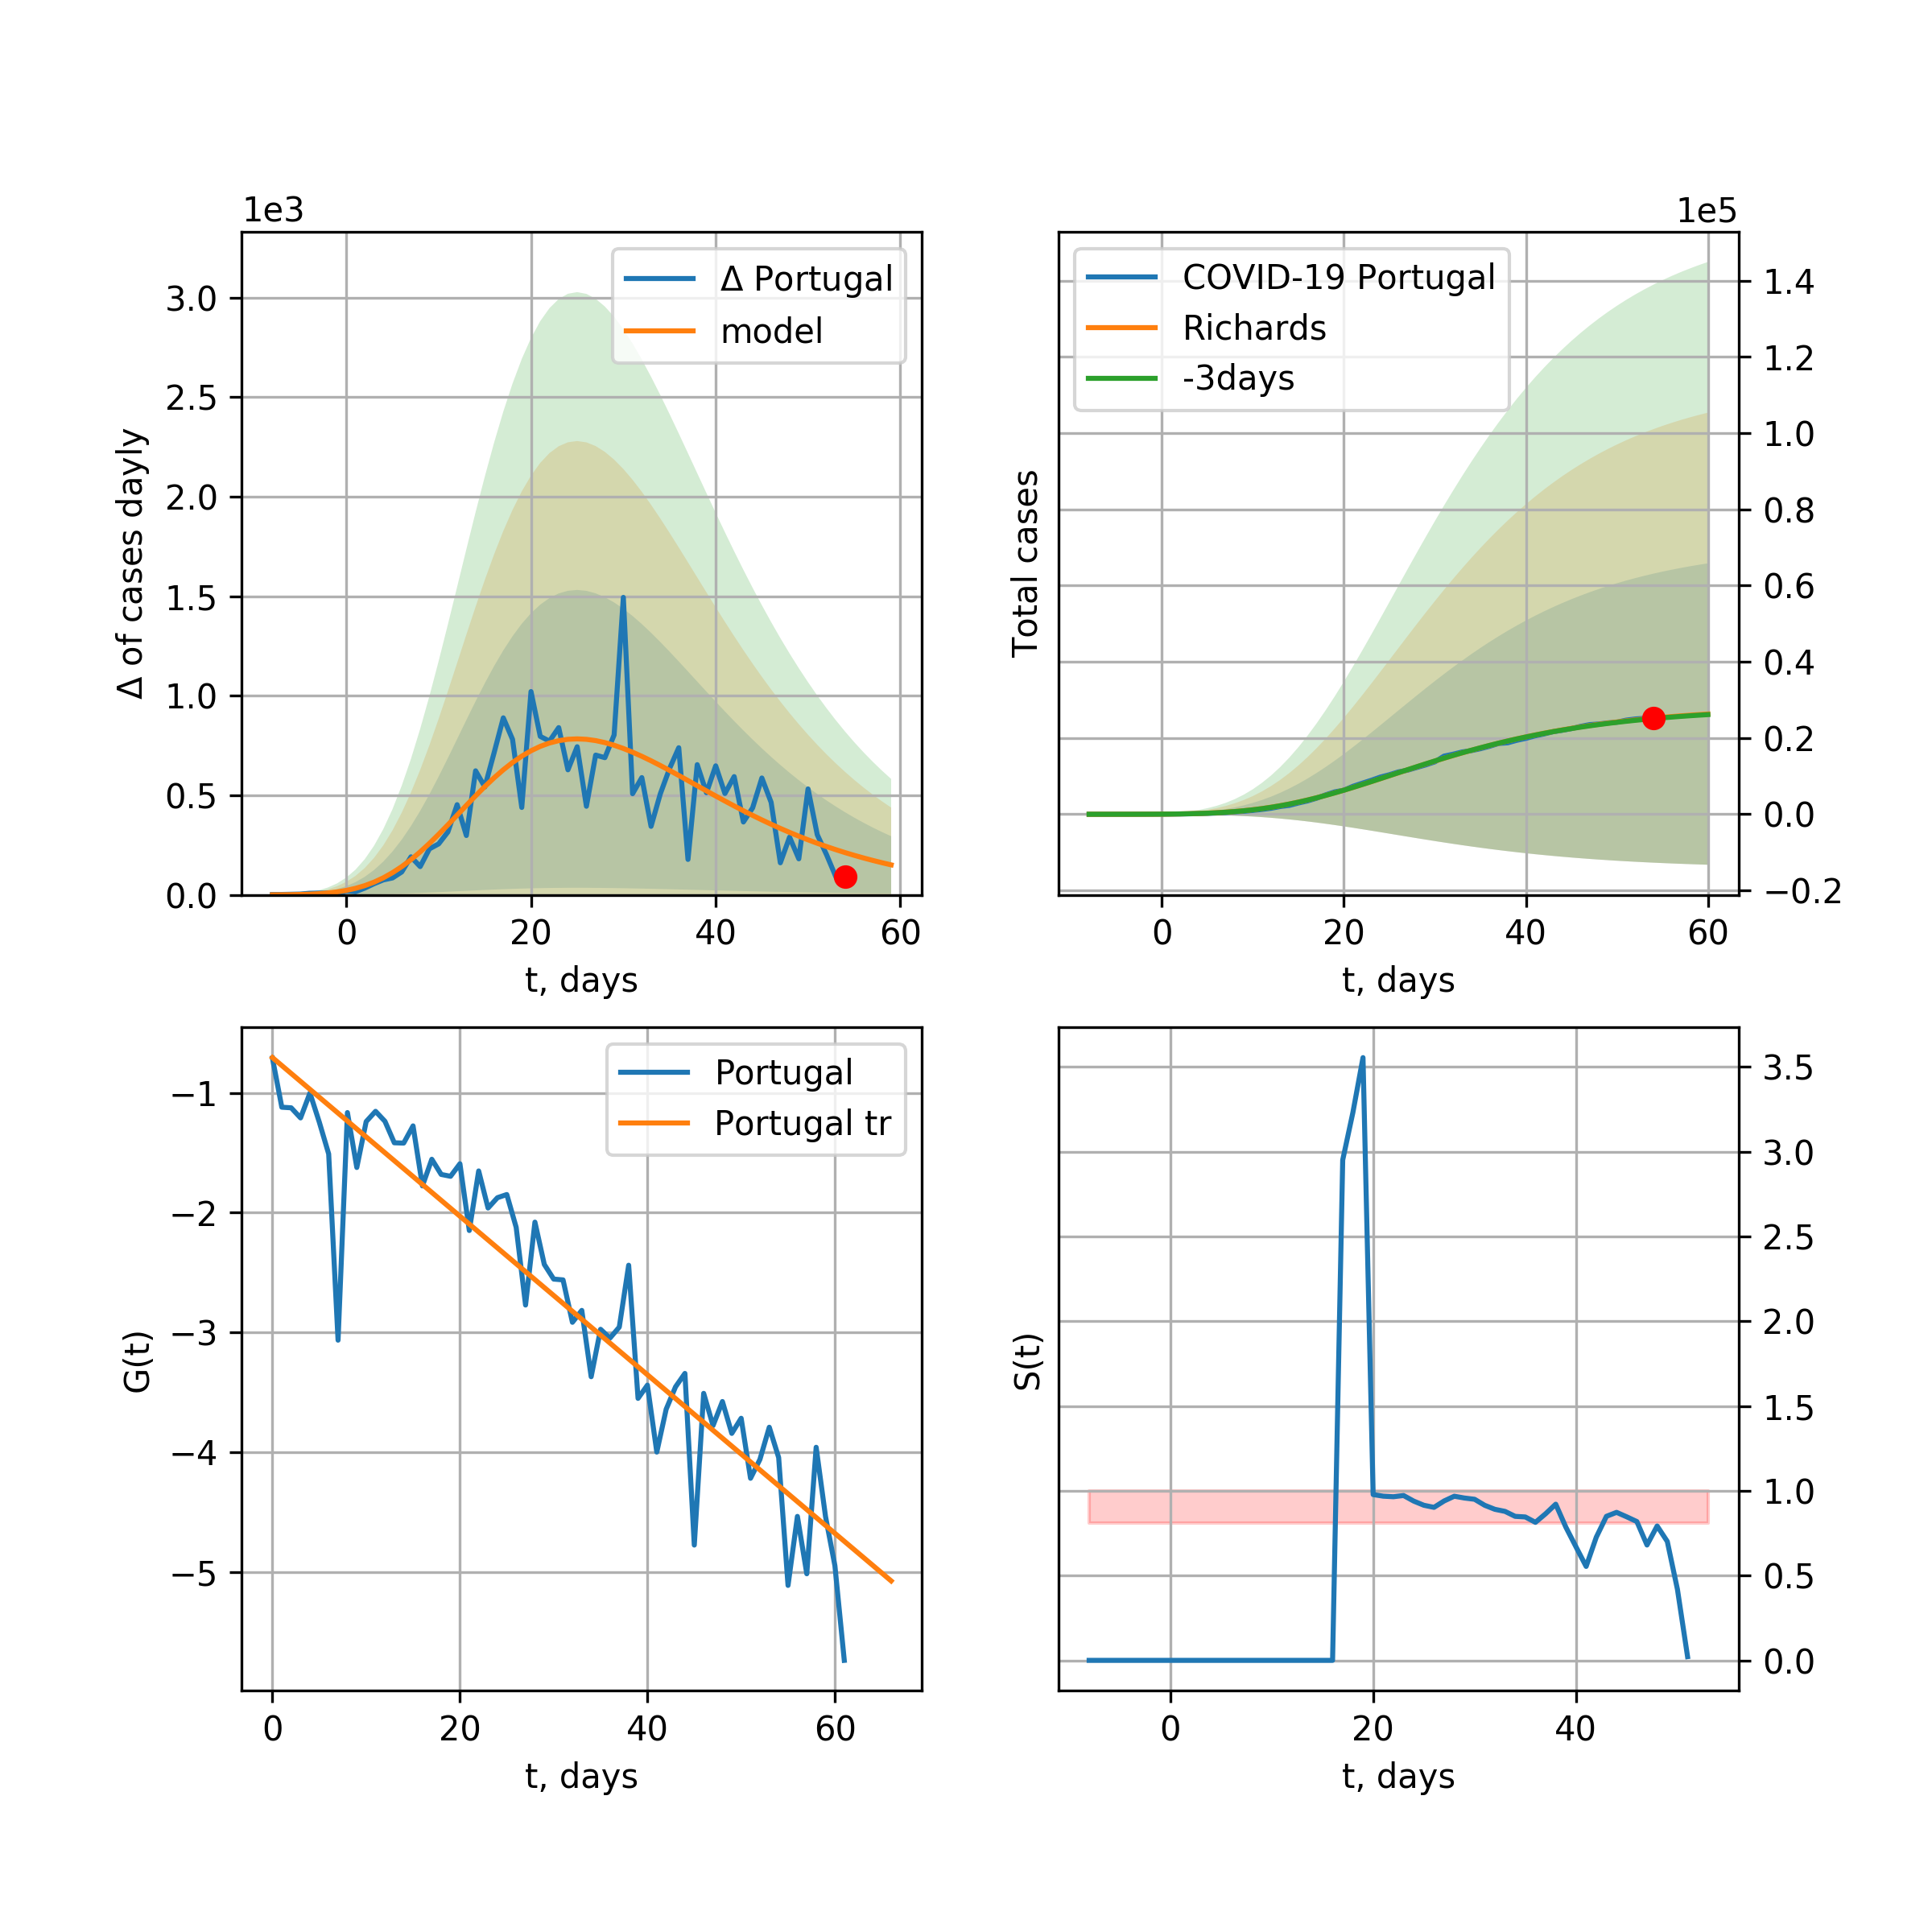 1e3
Δ of cases dayly
3.0
2.5
2.0
1.5
1.0
0.5
0.0
Δ Portugal
model
0
20
40
60
t, days
1e5
Total cases
COVID-19 Portugal
Richards
-3days
1.4
1.2
1.0
0.8
0.6
0.4
0.2
0.0
−0.2
0
20
40
60
t, days
G(t)
−1
−2
−3
−4
−5
Portugal
Portugal tr
0
20
40
60
t, days
S(t)
3.5
3.0
2.5
2.0
1.5
1.0
0.5
0.0
0
20
40
t, days